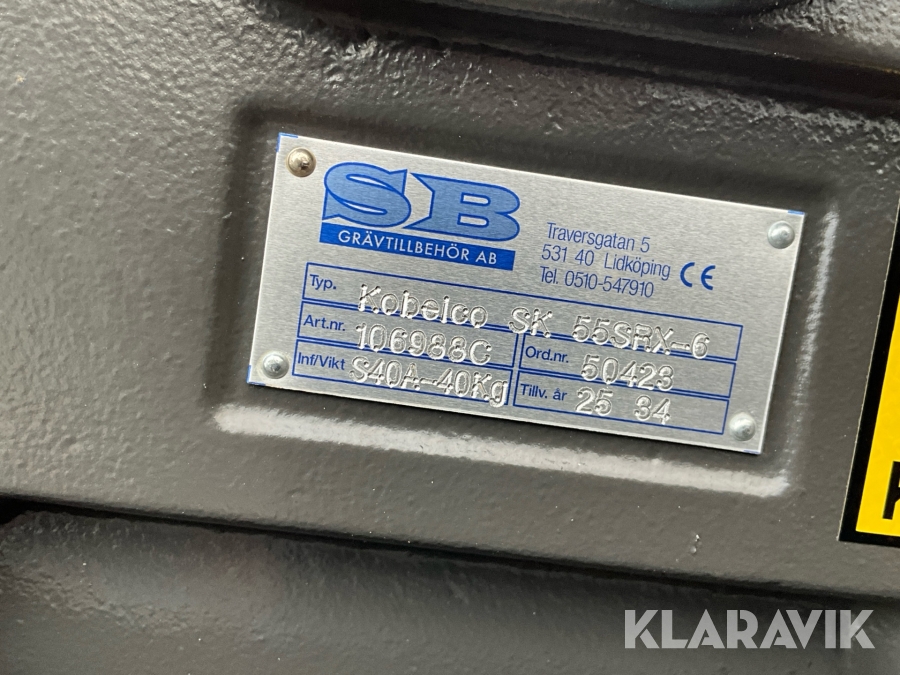 SB
GRÄVTILLBEHÖR AB
Traversgatan 5
531 40 Lidköping
Tel. 0510-547910
CE
Typ. Kobelco SK 55SRX-6
Art.nr. 106988C
Ord.nr. 50423
Inf/Vikt S40A-40Kg
Tillv. år 25 34
KLARAVIK